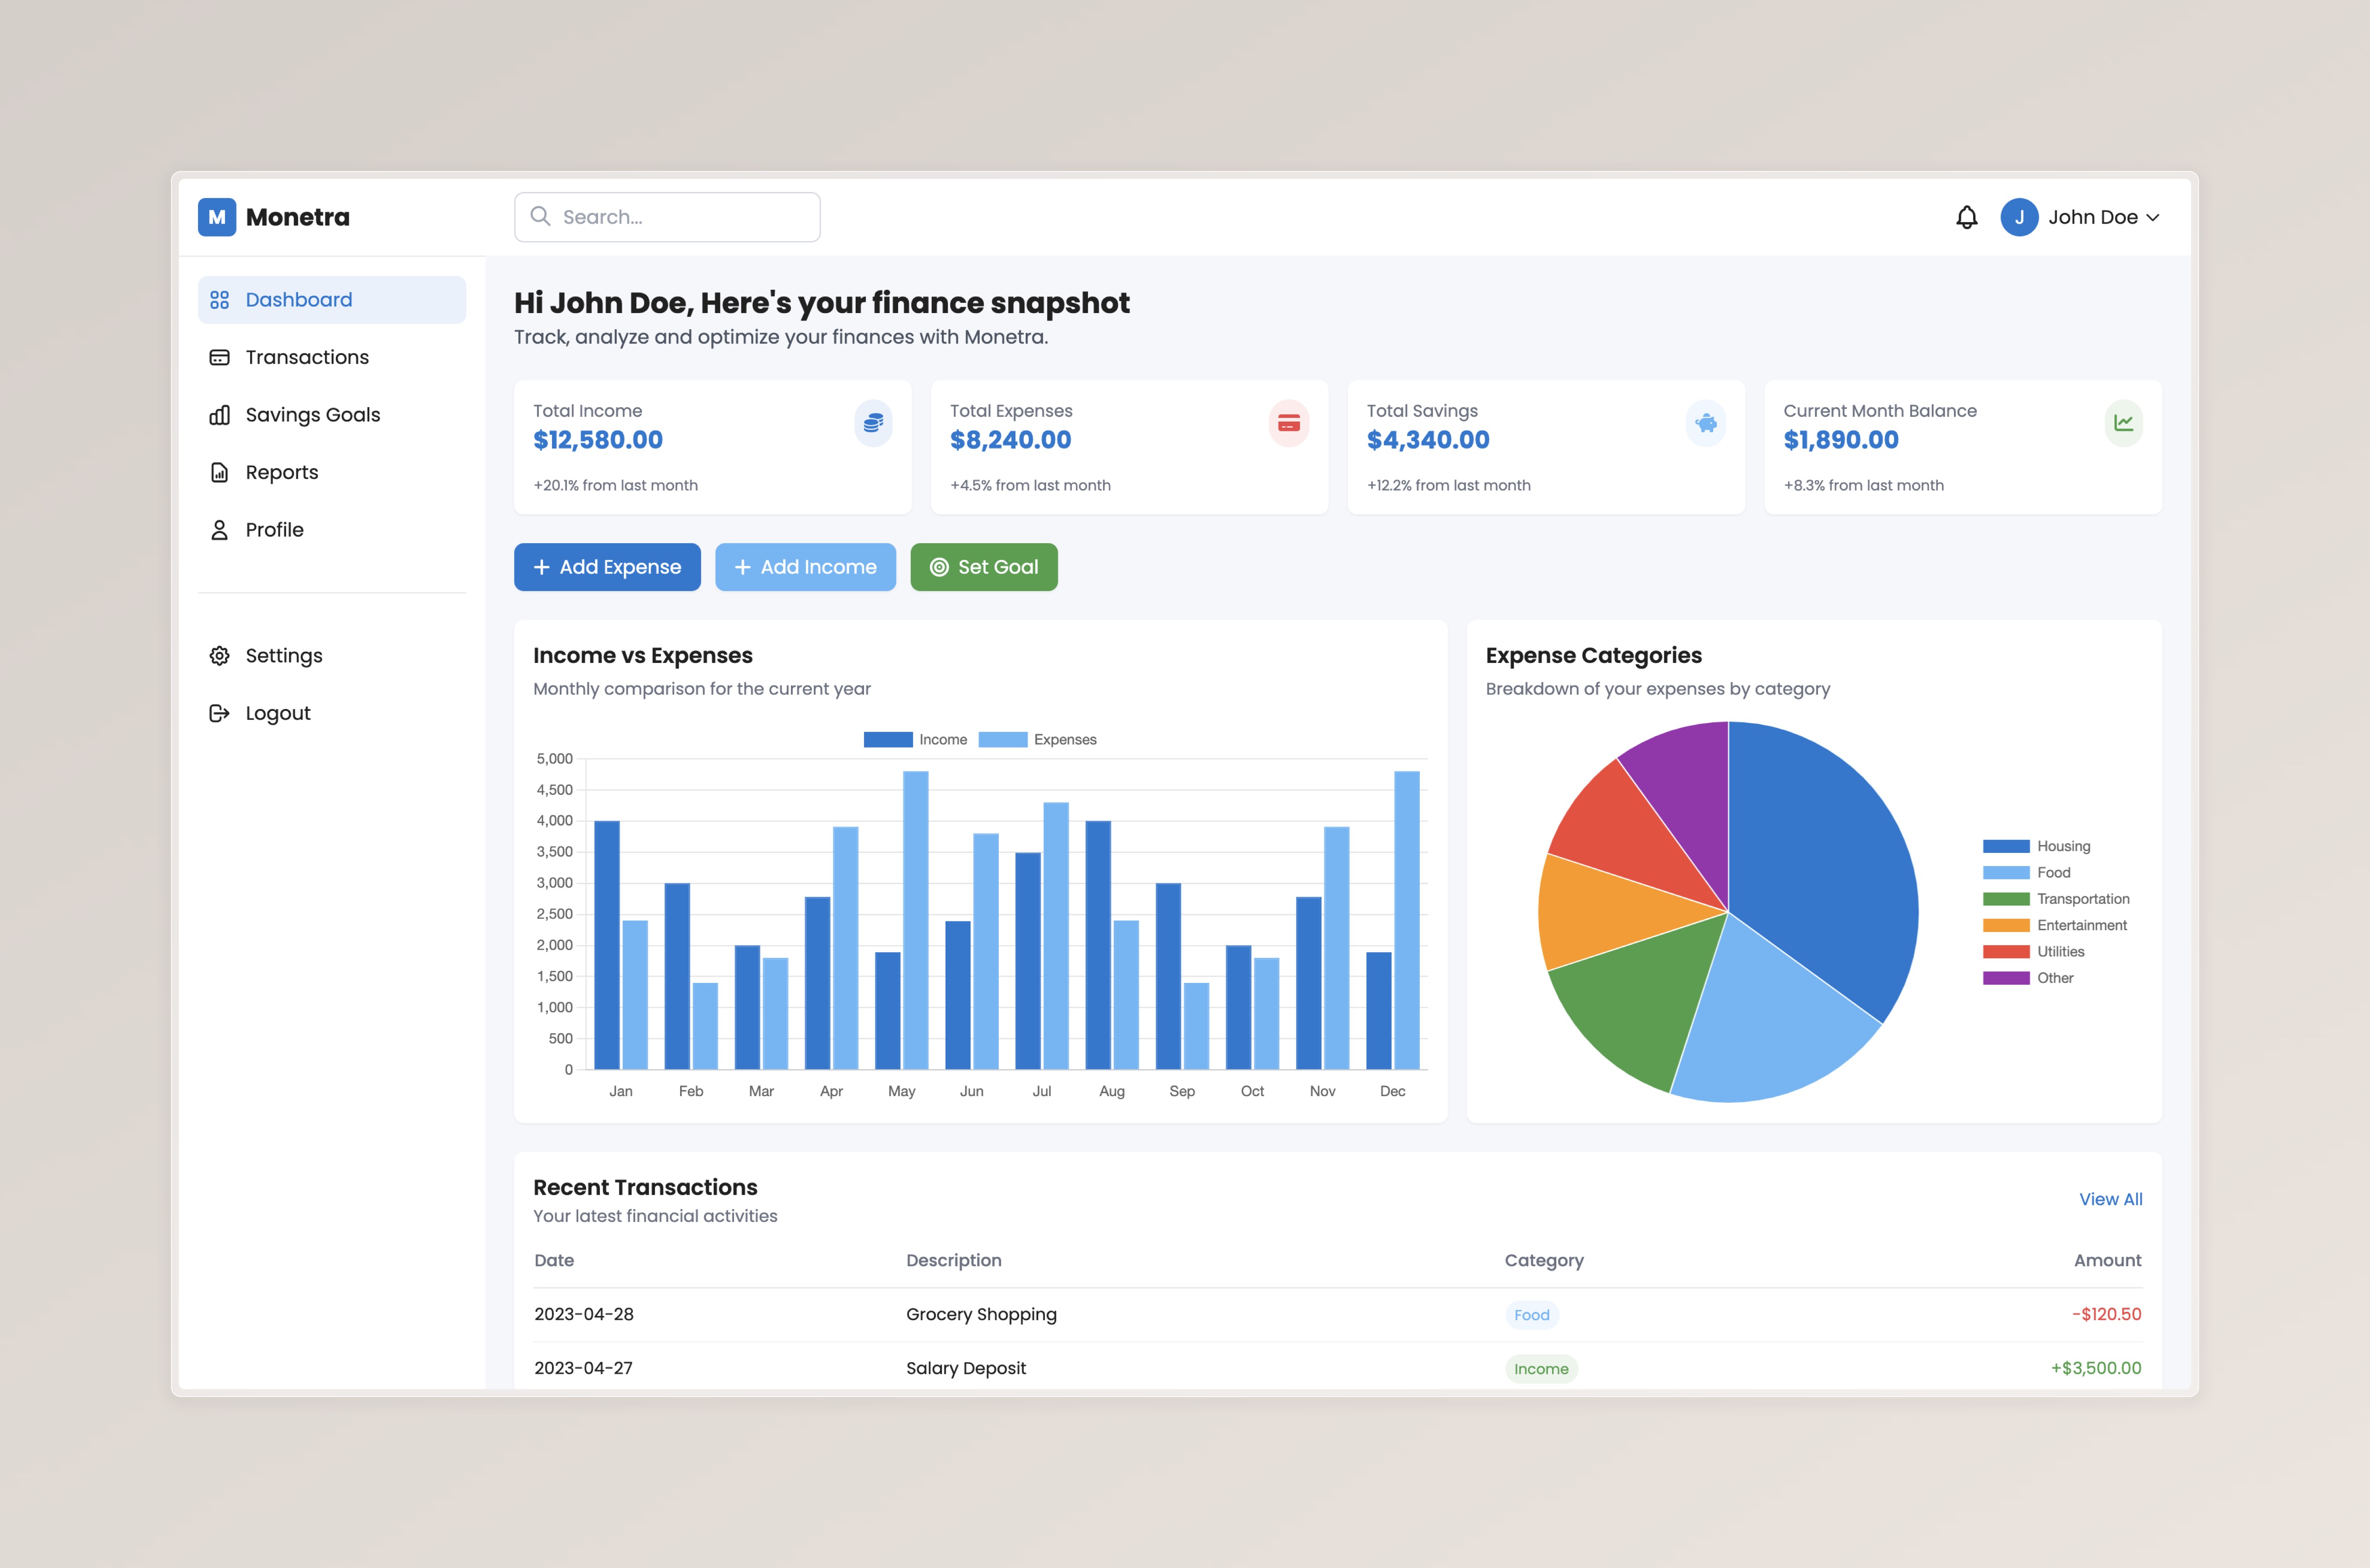 M Monetra
Search...
J John Doe
Dashboard
Transactions
Savings Goals
Reports
Profile
Settings
Logout
Hi John Doe, Here's your finance snapshot
Track, analyze and optimize your finances with Monetra.
Total Income
$12,580.00
+20.1% from last month
Total Expenses
$8,240.00
+4.5% from last month
Total Savings
$4,340.00
+12.2% from last month
Current Month Balance
$1,890.00
+8.3% from last month
+ Add Expense
+ Add Income
Set Goal
Income vs Expenses
Monthly comparison for the current year
Income Expenses
5,000
4,500
4,000
3,500
3,000
2,500
2,000
1,500
1,000
500
0
Jan Feb Mar Apr May Jun Jul Aug Sep Oct Nov Dec
Expense Categories
Breakdown of your expenses by category
Housing
Food
Transportation
Entertainment
Utilities
Other
Recent Transactions
Your latest financial activities
View All
Date Description Category Amount
2023-04-28 Grocery Shopping Food -$120.50
2023-04-27 Salary Deposit Income +$3,500.00